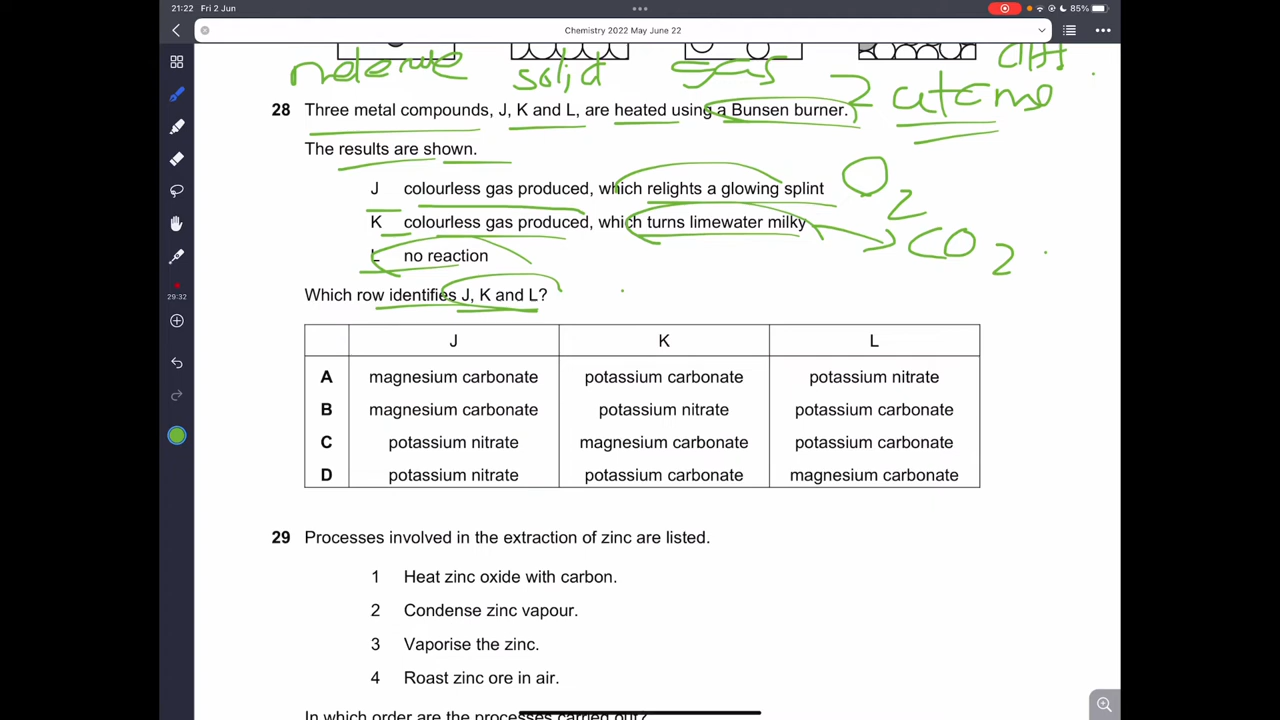 21:22 Fri 2 Jun
85%
Chemistry 2022 May June 22
solid
gas
2 atoms
28 Three metal compounds, J, K and L, are heated using a Bunsen burner.
The results are shown.
J colourless gas produced, which relights a glowing splint O2
K colourless gas produced, which turns limewater milky CO2
L no reaction
Which row identifies J, K and L?
29:32
J K L
A magnesium carbonate potassium carbonate potassium nitrate
B magnesium carbonate potassium nitrate potassium carbonate
C potassium nitrate magnesium carbonate potassium carbonate
D potassium nitrate potassium carbonate magnesium carbonate
29 Processes involved in the extraction of zinc are listed.
1 Heat zinc oxide with carbon.
2 Condense zinc vapour.
3 Vaporise the zinc.
4 Roast zinc ore in air.
In which order are the processes carried out?